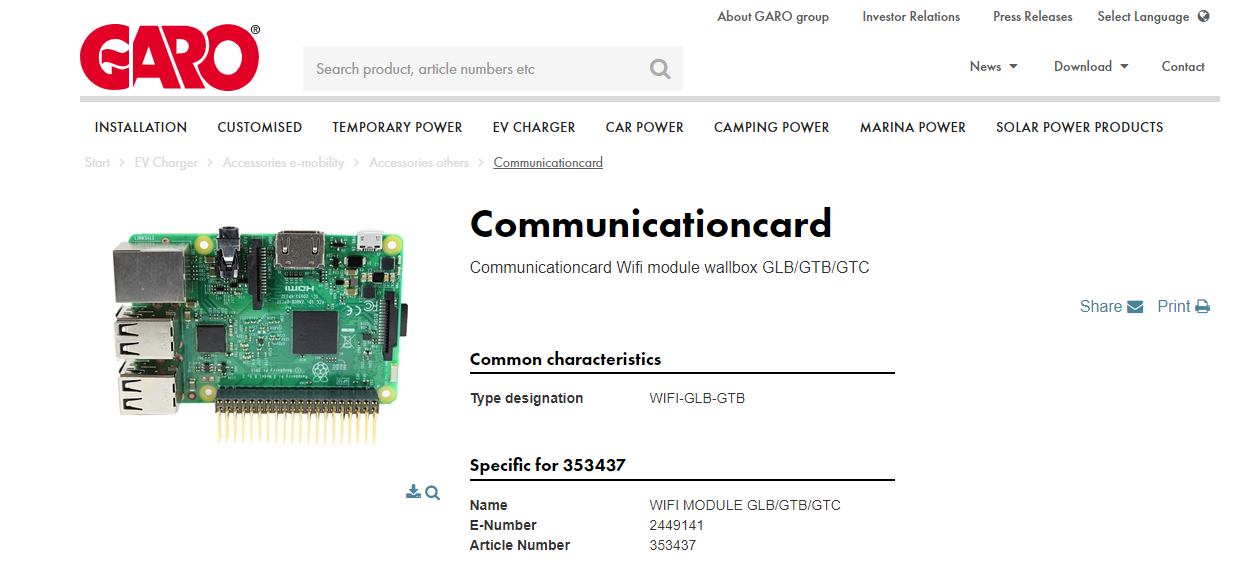 About GARO group Investor Relations Press Releases Select Language
GARO®
Search product, article numbers etc
News Download Contact
INSTALLATION CUSTOMISED TEMPORARY POWER EV CHARGER CAR POWER CAMPING POWER MARINA POWER SOLAR POWER PRODUCTS
Start > EV Charger > Accessories e-mobility > Accessories others > Communicationcard
Communicationcard
Communicationcard Wifi module wallbox GLB/GTB/GTC
Share Print
HDMI
Common characteristics
Type designation WIFI-GLB-GTB
Specific for 353437
Name WIFI MODULE GLB/GTB/GTC
E-Number 2449141
Article Number 353437